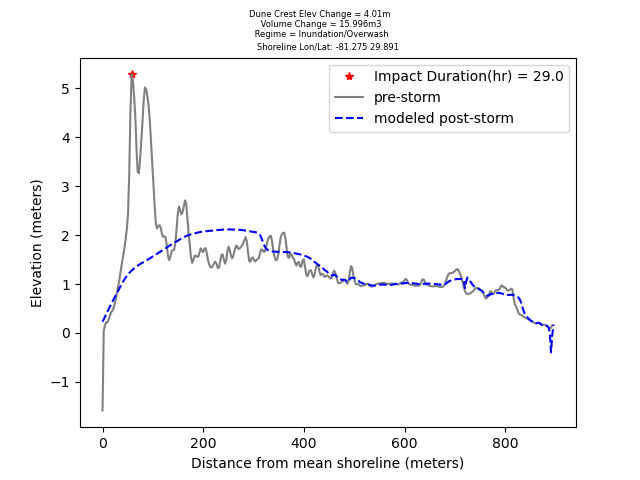 Dune Crest Elev Change = 4.01m
Volume Change = 15.996m3
Regime = Inundation/Overwash
Shoreline Lon/Lat: -81.275 29.891
Impact Duration(hr) = 29.0
pre-storm
modeled post-storm
Elevation (meters)
5
4
3
2
1
0
−1
0 200 400 600 800
Distance from mean shoreline (meters)